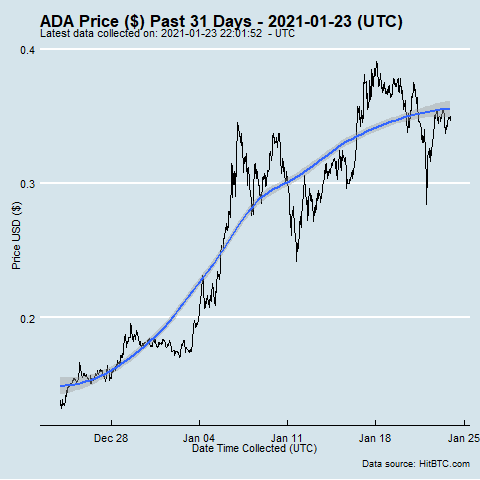 ADA Price ($) Past 31 Days - 2021-01-23 (UTC)
Latest data collected on: 2021-01-23 22:01:52 - UTC
0.4
0.3
0.2
Price USD ($)
Dec 28 Jan 04 Jan 11 Jan 18 Jan 25
Date Time Collected (UTC)
Data source: HitBTC.com